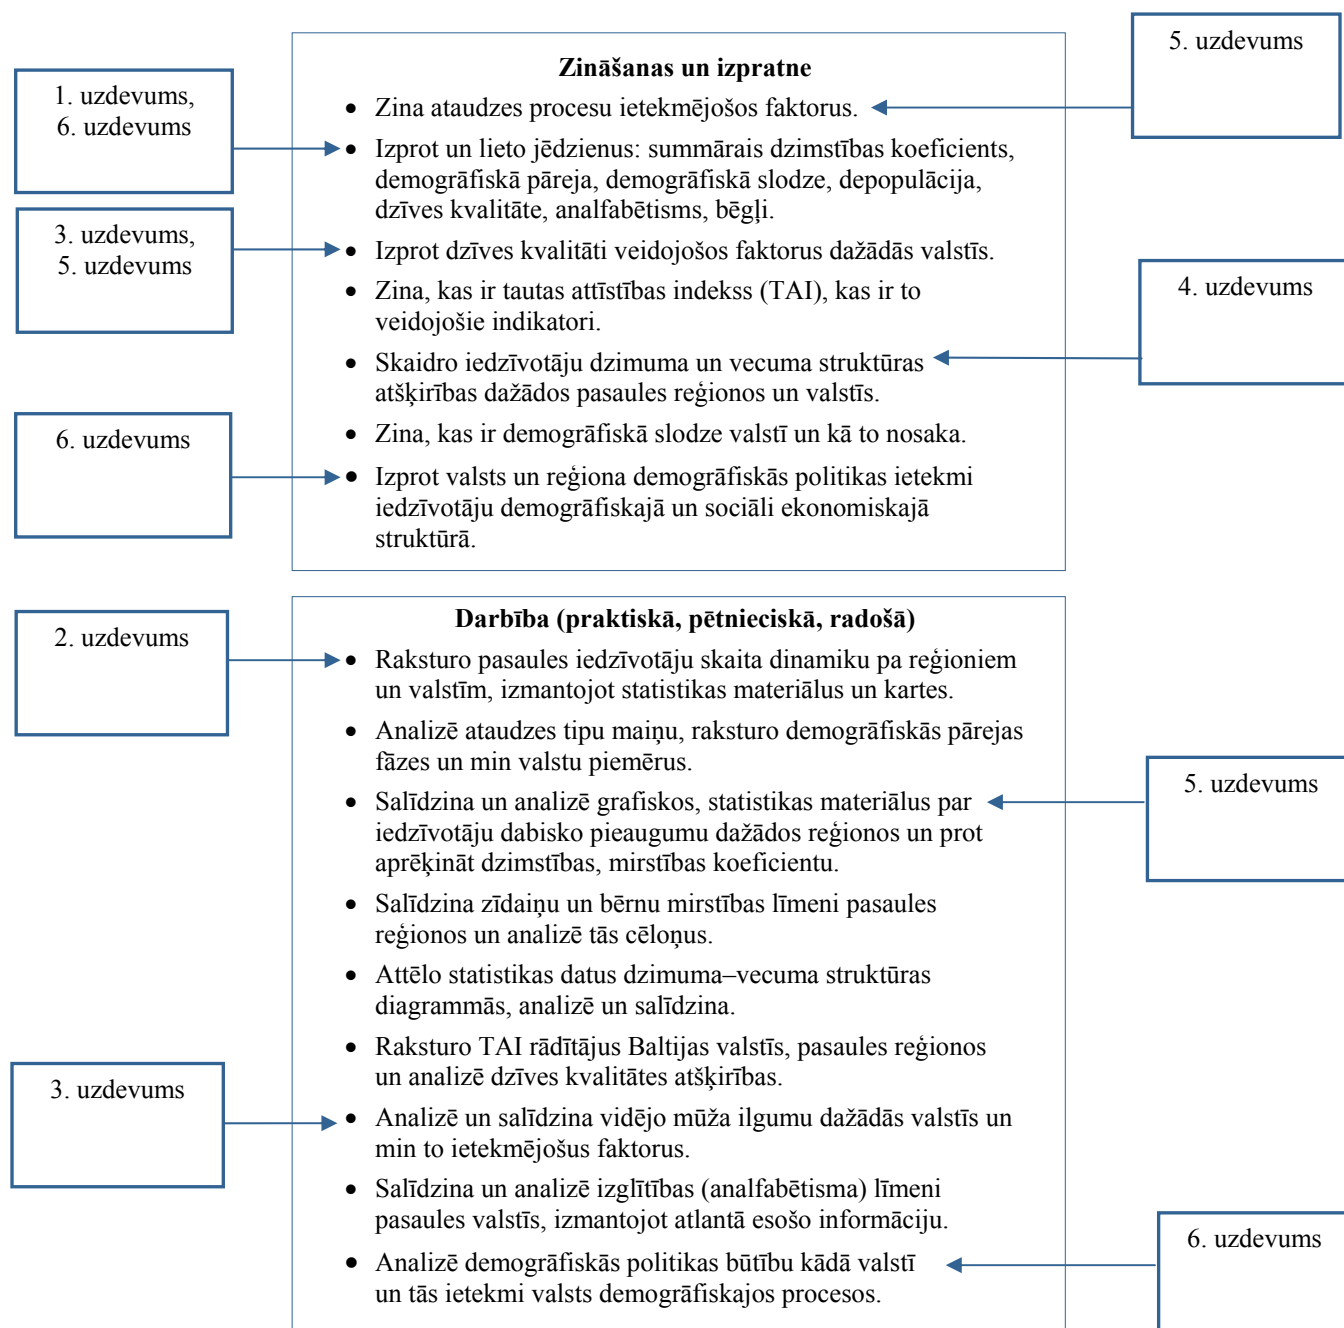 5. uzdevums
Zināšanas un izpratne
1. uzdevums,
6. uzdevums
• Zina ataudzes procesu ietekmējošos faktorus.
• Izprot un lieto jēdzienus: summārais dzimstības koeficients,
demogrāfiskā pāreja, demogrāfiskā slodze, depopulācija,
dzīves kvalitāte, analfabētisms, bēgļi.
3. uzdevums,
5. uzdevums
• Izprot dzīves kvalitāti veidojošos faktorus dažādās valstīs.
• Zina, kas ir tautas attīstības indekss (TAI), kas ir to
veidojošie indikatori.
4. uzdevums
• Skaidro iedzīvotāju dzimuma un vecuma struktūras
atšķirības dažādos pasaules reģionos un valstīs.
6. uzdevums
• Zina, kas ir demogrāfiskā slodze valstī un kā to nosaka.
• Izprot valsts un reģiona demogrāfiskās politikas ietekmi
iedzīvotāju demogrāfiskajā un sociāli ekonomiskajā
struktūrā.
Darbība (praktiskā, pētnieciskā, radošā)
2. uzdevums
• Raksturo pasaules iedzīvotāju skaita dinamiku pa reģioniem
un valstīm, izmantojot statistikas materiālus un kartes.
• Analizē ataudzes tipu maiņu, raksturo demogrāfiskās pārejas
fāzes un min valstu piemērus.
5. uzdevums
• Salīdzina un analizē grafiskos, statistikas materiālus par
iedzīvotāju dabisko pieaugumu dažādos reģionos un prot
aprēķināt dzimstības, mirstības koeficientu.
• Salīdzina zīdaiņu un bērnu mirstības līmeni pasaules
reģionos un analizē tās cēloņus.
• Attēlo statistikas datus dzimuma–vecuma struktūras
diagrammās, analizē un salīdzina.
• Raksturo TAI rādītājus Baltijas valstīs, pasaules reģionos
un analizē dzīves kvalitātes atšķirības.
3. uzdevums
• Analizē un salīdzina vidējo mūža ilgumu dažādās valstīs un
min to ietekmējošus faktorus.
• Salīdzina un analizē izglītības (analfabētisma) līmeni
pasaules valstīs, izmantojot atlantā esošo informāciju.
6. uzdevums
• Analizē demogrāfiskās politikas būtību kādā valstī
un tās ietekmi valsts demogrāfiskajos procesos.